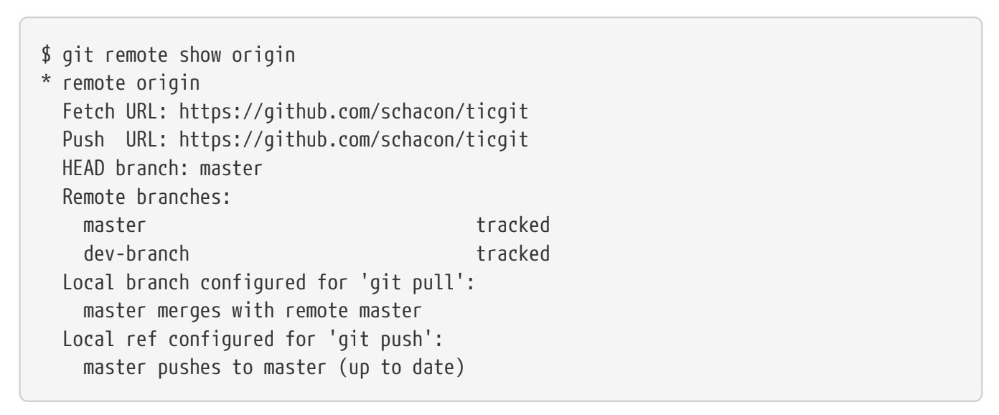 $ git remote show origin
* remote origin
  Fetch URL: https://github.com/schacon/ticgit
  Push  URL: https://github.com/schacon/ticgit
  HEAD branch: master
  Remote branches:
    master                               tracked
    dev-branch                           tracked
  Local branch configured for 'git pull':
    master merges with remote master
  Local ref configured for 'git push':
    master pushes to master (up to date)